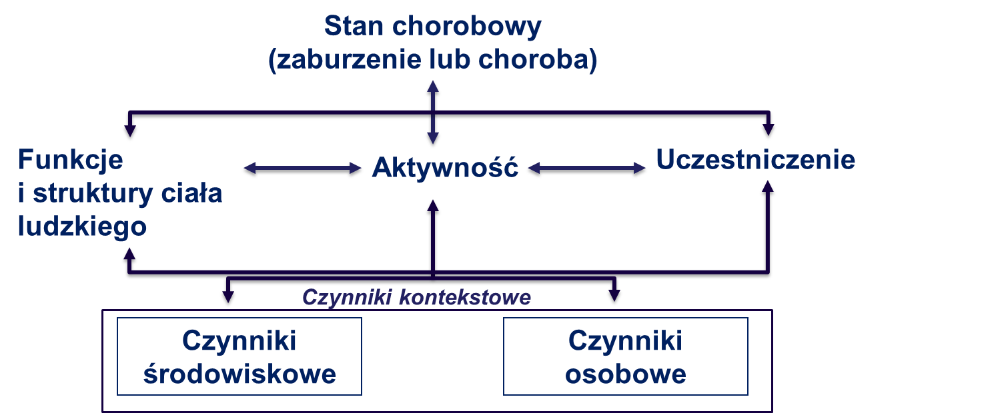 Stan chorobowy
(zaburzenie lub choroba)
Funkcje
i struktury ciała
ludzkiego
Aktywność
Uczestniczenie
Czynniki kontekstowe
Czynniki
środowiskowe
Czynniki
osobowe